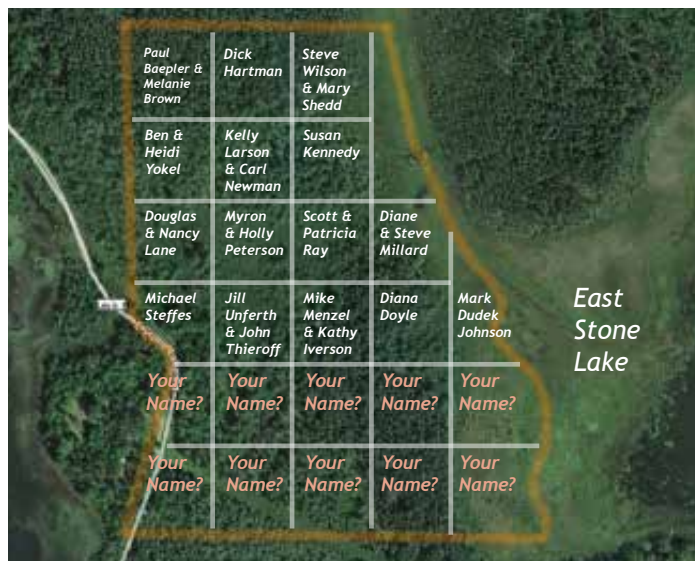 Paul
Baepler &
Melanie
Brown
Dick
Hartman
Steve
Wilson
& Mary
Shedd
Ben &
Heidi
Yokel
Kelly
Larson
& Carl
Newman
Susan
Kennedy
Douglas
& Nancy
Lane
Myron
& Holly
Peterson
Scott &
Patricia
Ray
Diane
& Steve
Millard
Michael
Steffes
Jill
Unferth
& John
Thieroff
Mike
Menzel
& Kathy
Iverson
Diana
Doyle
Mark
Dudek
Johnson
East
Stone
Lake
Your
Name?
Your
Name?
Your
Name?
Your
Name?
Your
Name?
Your
Name?
Your
Name?
Your
Name?
Your
Name?
Your
Name?